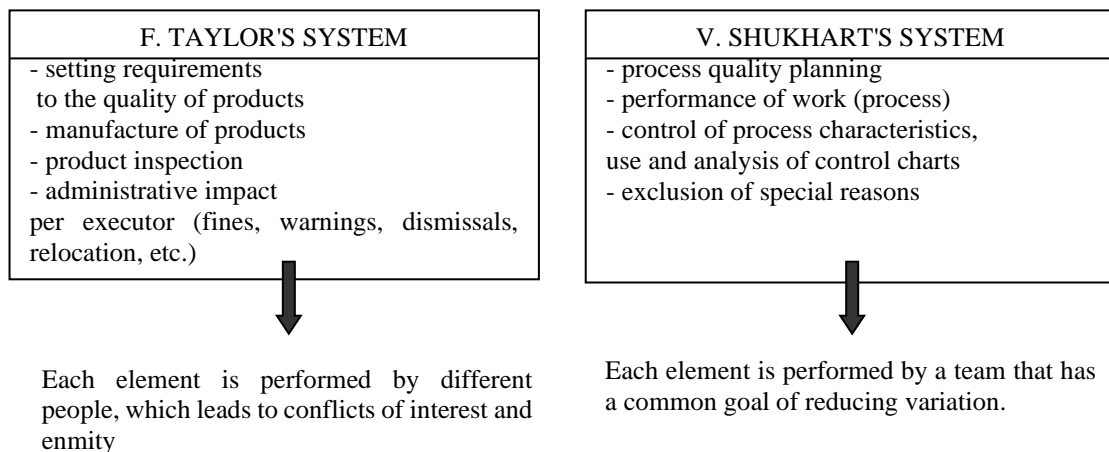 F. TAYLOR'S SYSTEM
- setting requirements
to the quality of products
- manufacture of products
- product inspection
- administrative impact
per executor (fines, warnings, dismissals,
relocation, etc.)
Each element is performed by different
people, which leads to conflicts of interest and
enmity
V. SHUKHART'S SYSTEM
- process quality planning
- performance of work (process)
- control of process characteristics,
use and analysis of control charts
- exclusion of special reasons
Each element is performed by a team that has
a common goal of reducing variation.